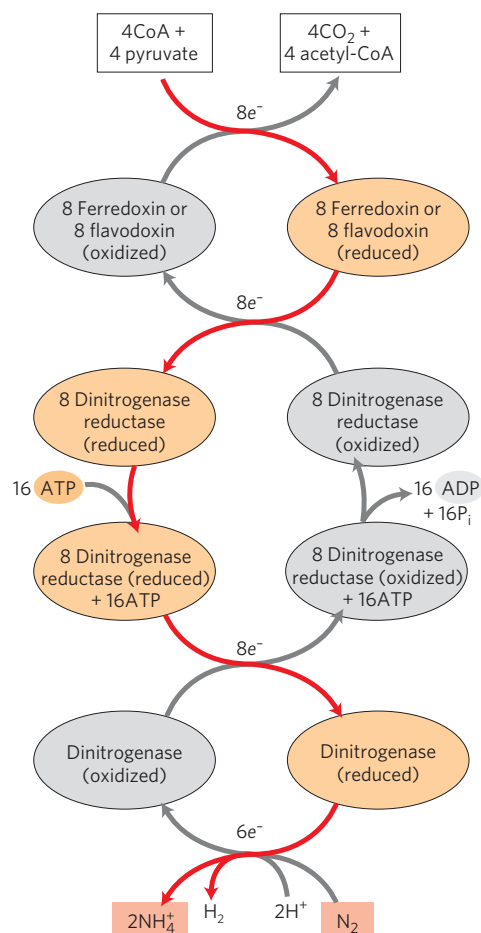 4CoA +
4 pyruvate
4CO₂ +
4 acetyl-CoA
8e⁻
8 Ferredoxin or
8 flavodoxin
(oxidized)
8 Ferredoxin or
8 flavodoxin
(reduced)
8e⁻
8 Dinitrogenase
reductase
(reduced)
8 Dinitrogenase
reductase
(oxidized)
16 ATP
16 ADP
+ 16Pᵢ
8 Dinitrogenase
reductase (reduced)
+ 16ATP
8 Dinitrogenase
reductase (oxidized)
+ 16ATP
8e⁻
Dinitrogenase
(oxidized)
Dinitrogenase
(reduced)
6e⁻
2NH₄⁺
H₂
2H⁺
N₂